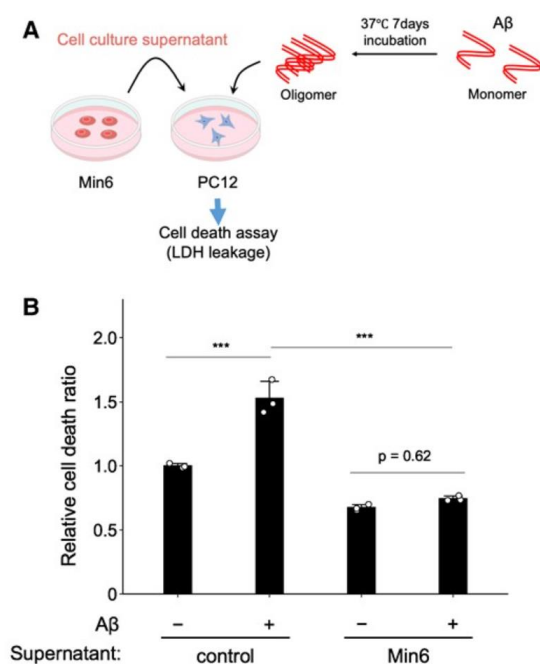 A
Cell culture supernatant
37℃ 7days
incubation
Aβ
Oligomer
Monomer
Min6
PC12
Cell death assay
(LDH leakage)
B
Relative cell death ratio
2.0
1.5
1.0
0.5
0
***
***
p = 0.62
Aβ − + − +
Supernatant: control Min6